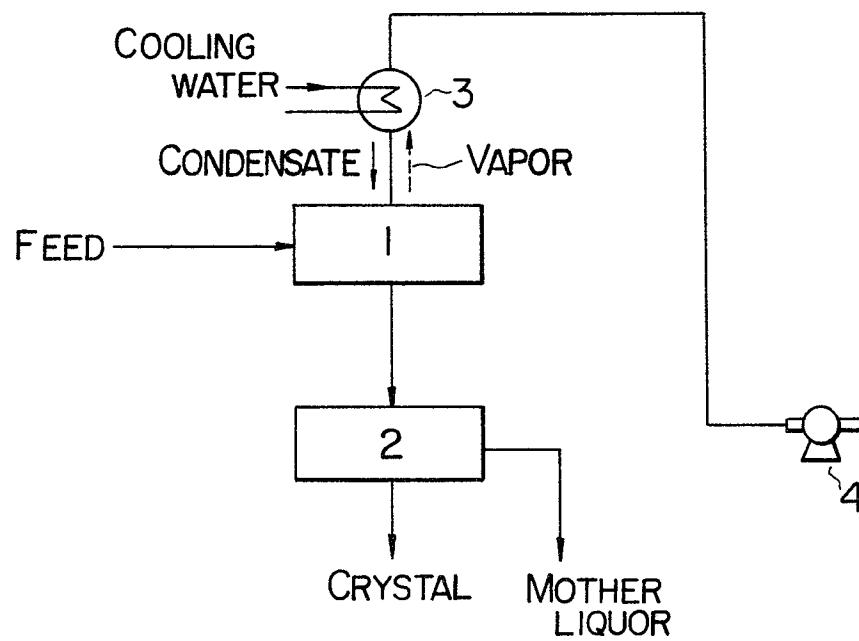 COOLING
WATER
3
CONDENSATE
VAPOR
FEED
1
2
4
CRYSTAL
MOTHER
LIQUOR